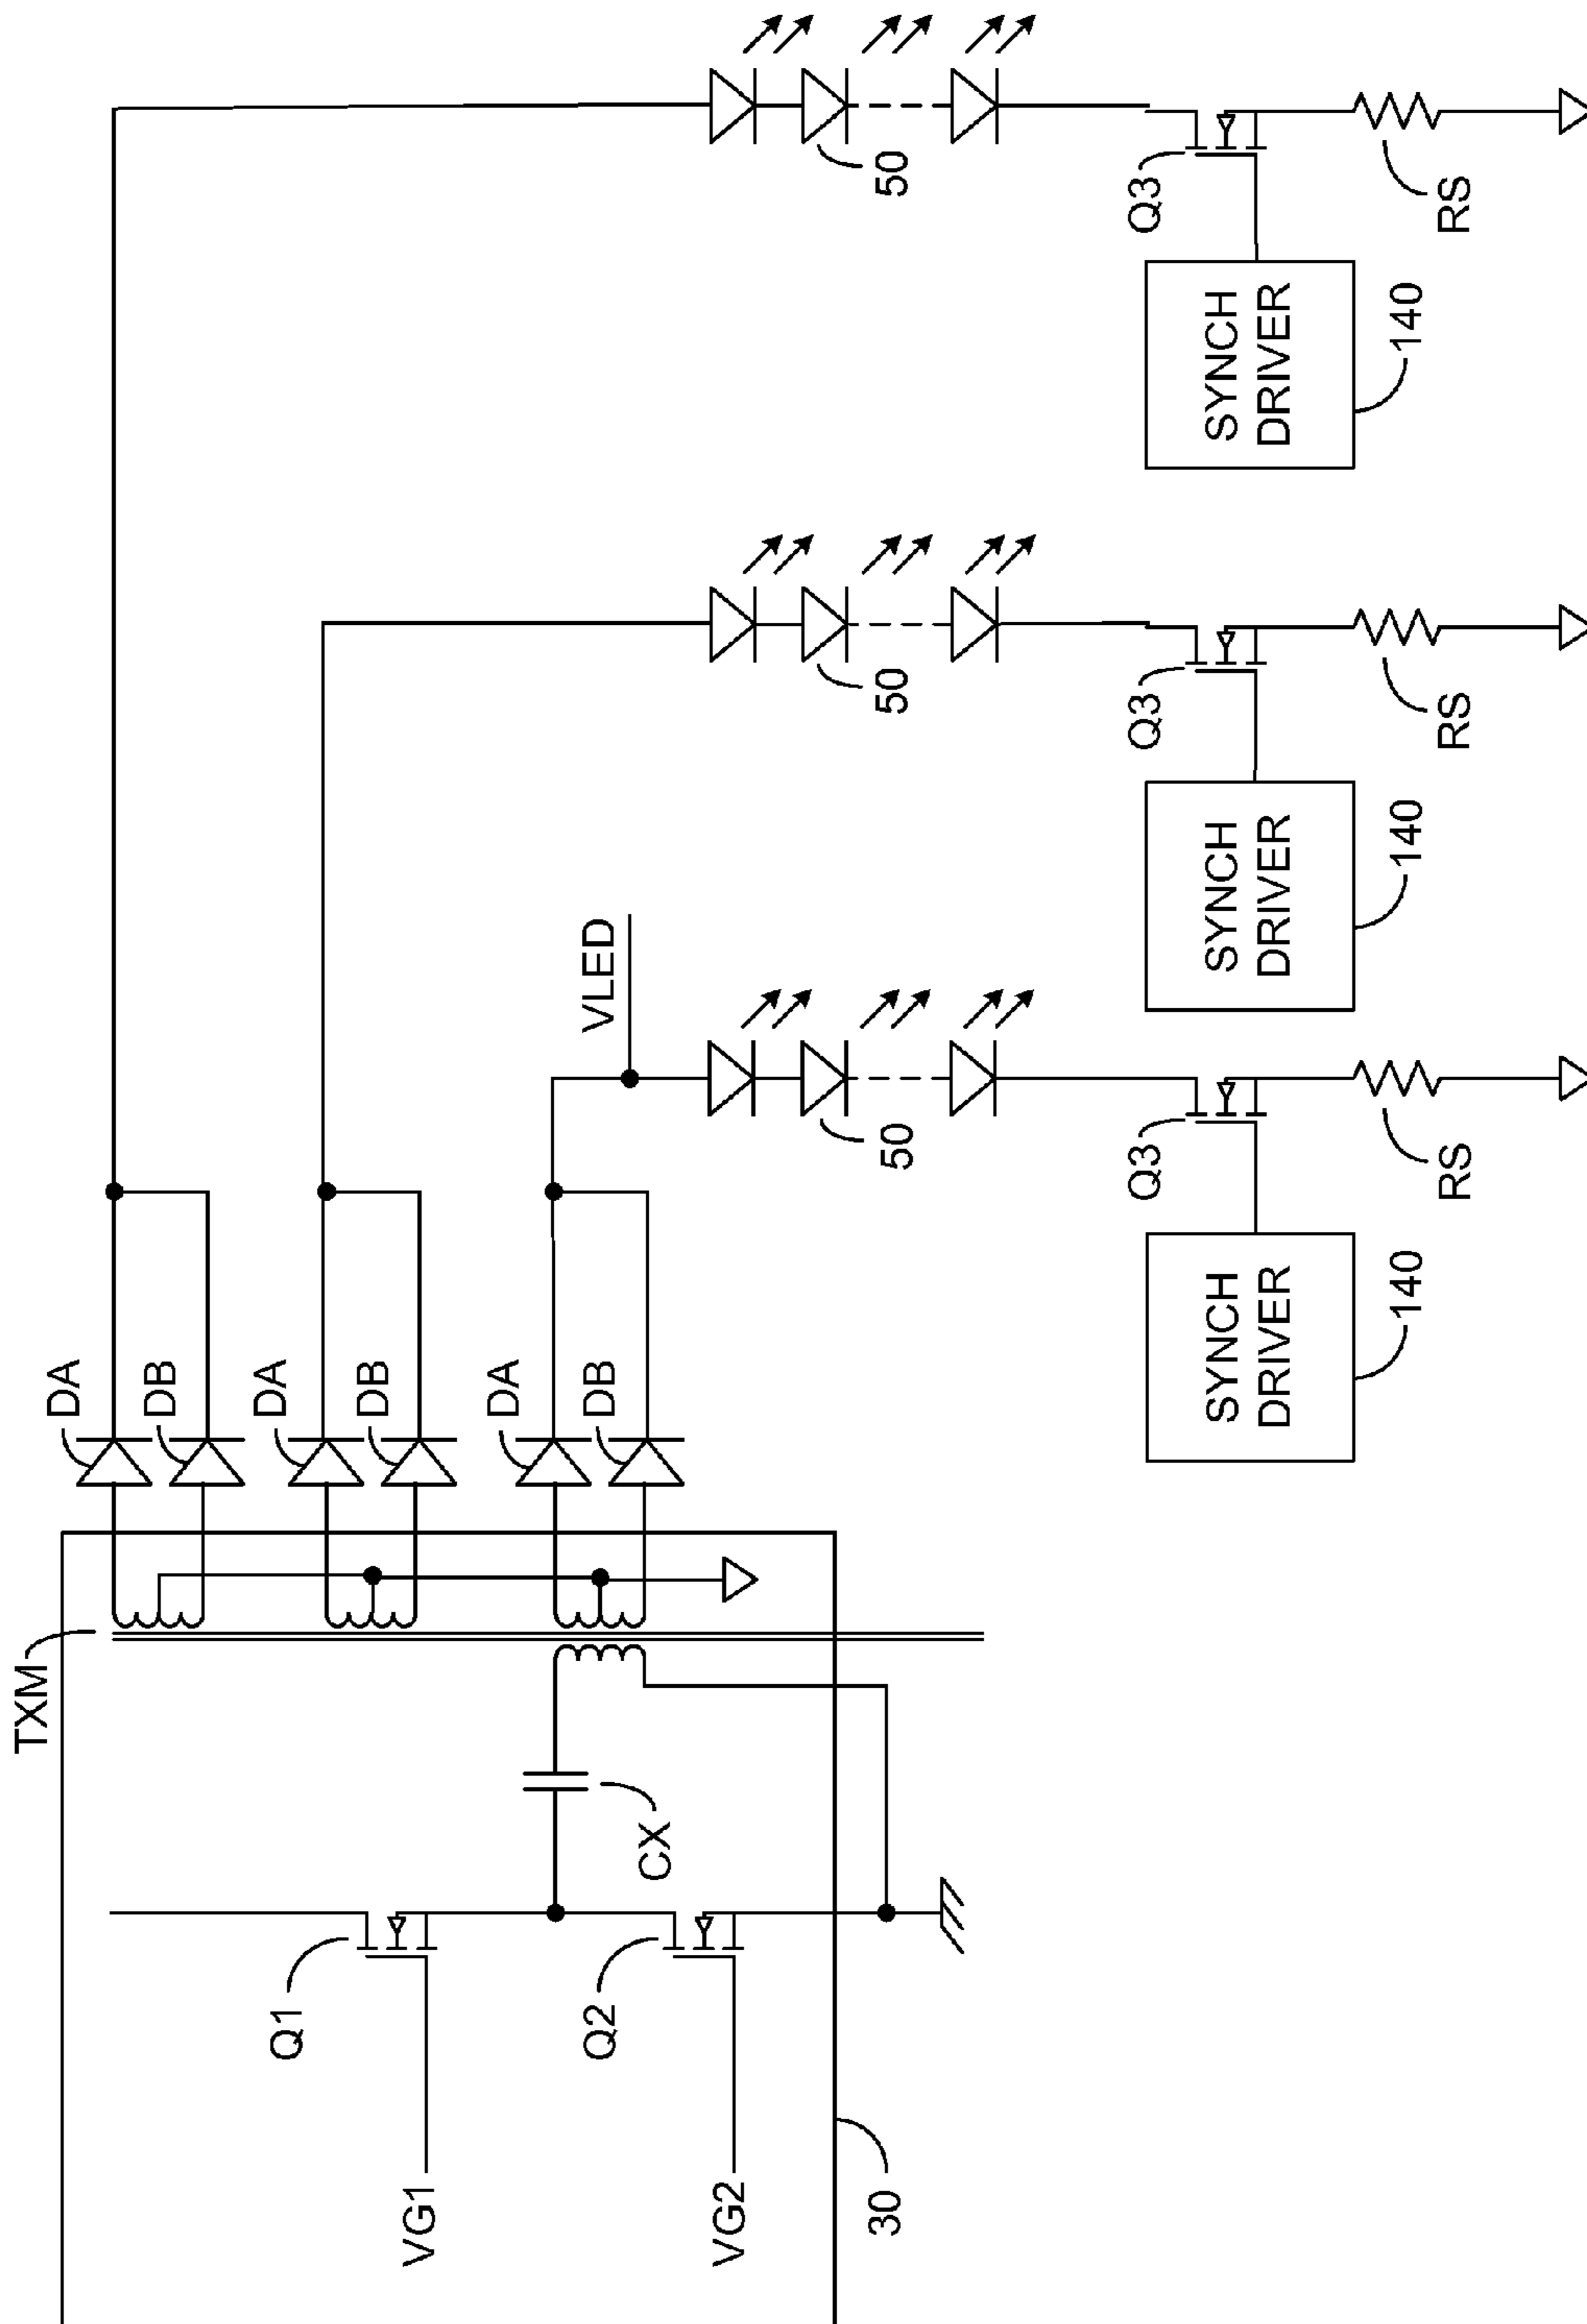 TXM
DA
DB
DA
DB
DA
DB
VLED
Q1
Q2
CX
VG1
VG2
30
50
50
50
Q3
Q3
Q3
SYNCH
DRIVER
SYNCH
DRIVER
SYNCH
DRIVER
140
140
140
RS
RS
RS